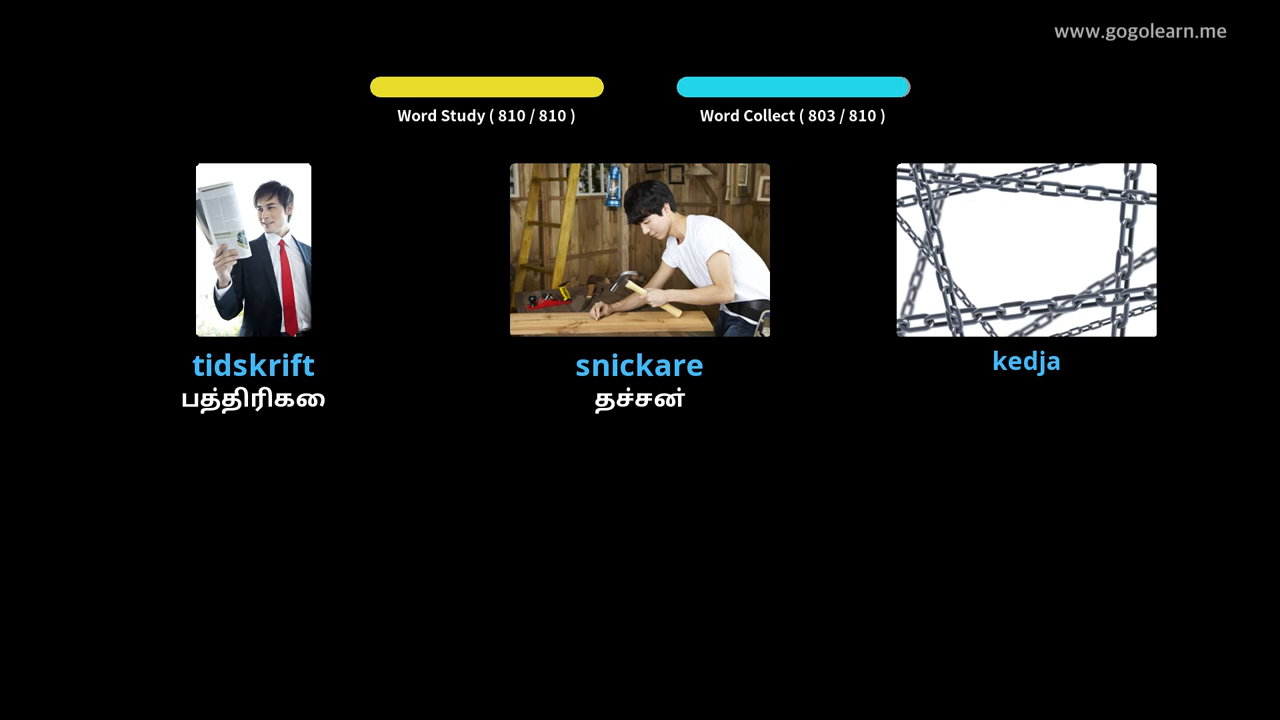 www.gogolearn.me
Word Study ( 810 / 810 )
Word Collect ( 803 / 810 )
tidskrift
பத்திரிகை
snickare
தச்சன்
kedja